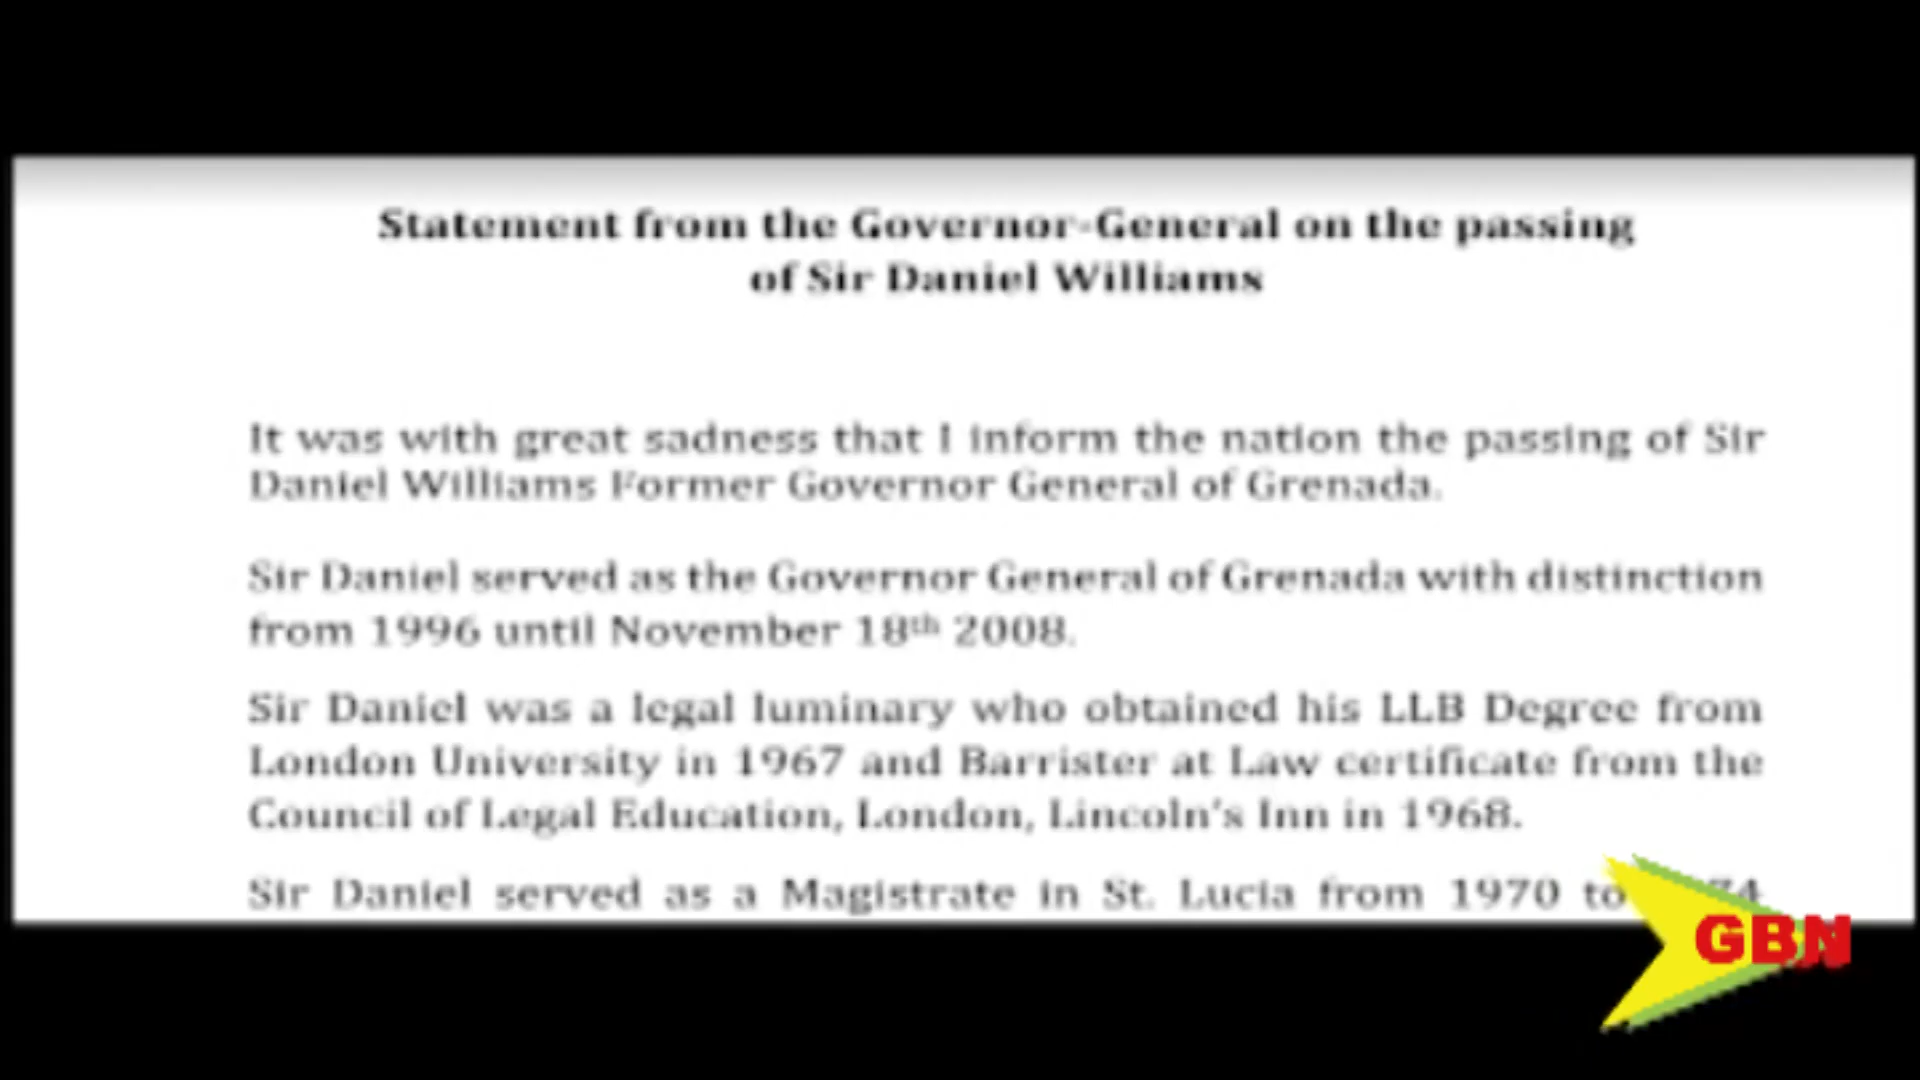 Statement from the Governor-General on the passing
of Sir Daniel Williams
It was with great sadness that I inform the nation the passing of Sir
Daniel Williams Former Governor General of Grenada.
Sir Daniel served as the Governor General of Grenada with distinction
from 1996 until November 18th 2008.
Sir Daniel was a legal luminary who obtained his LLB Degree from
London University in 1967 and Barrister at Law certificate from the
Council of Legal Education, London, Lincoln's Inn in 1968.
Sir Daniel served as a Magistrate in St. Lucia from 1970 to
GBN